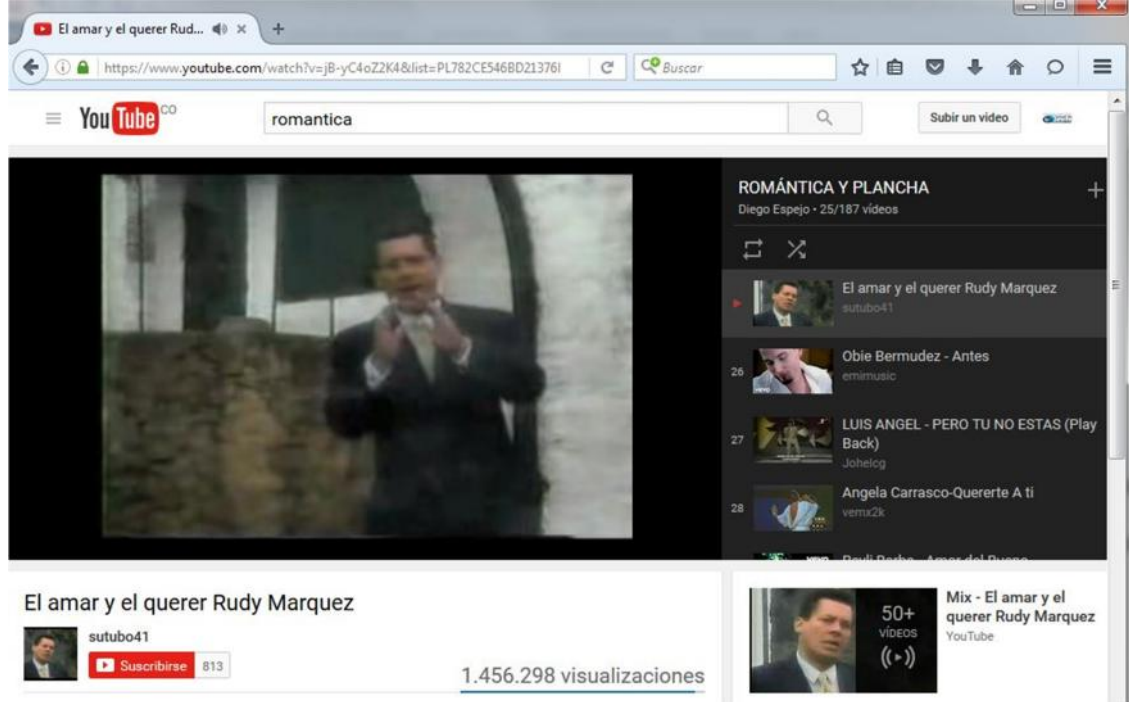 El amar y el querer Rud...
https://www.youtube.com/watch?v=jB-yC4oZ2K4&list=PL782CE546BD21376I
Buscar
YouTube CO
romantica
Subir un video
ROMÁNTICA Y PLANCHA
Diego Espejo • 25/187 vídeos
El amar y el querer Rudy Marquez
sutubo41
26
Obie Bermudez - Antes
emimusic
27
LUIS ANGEL - PERO TU NO ESTAS (Play
Back)
Johelcg
28
Angela Carrasco-Quererte A ti
vemx2k
El amar y el querer Rudy Marquez
sutubo41
Suscribirse 813
1.456.298 visualizaciones
50+
VÍDEOS
Mix - El amar y el
querer Rudy Marquez
YouTube